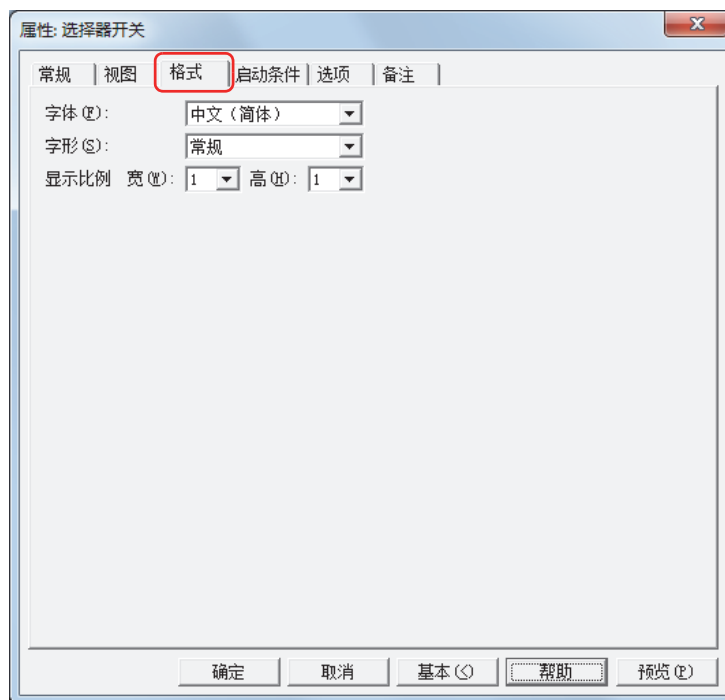 属性: 选择器开关
常规 视图 格式 启动条件 选项 备注
字体(F): 中文(简体)
字形(S): 常规
显示比例 宽(W): 1 高(H): 1
确定 取消 基本(<) 帮助 预览(P)